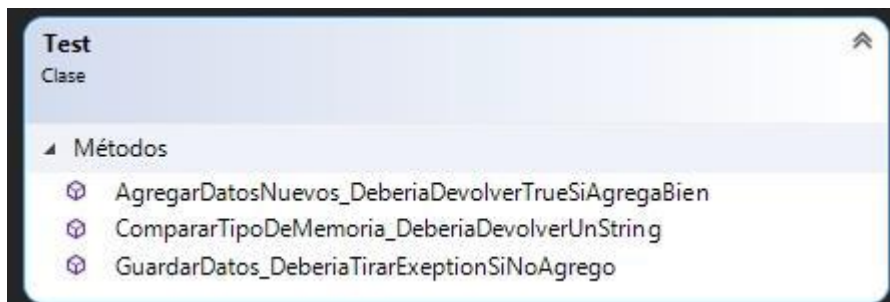 Test
Clase
Métodos
AgregarDatosNuevos_DeberiaDevolverTrueSiAgregaBien
CompararTipoDeMemoria_DeberiaDevolverUnString
GuardarDatos_DeberiaTirarExeptionSiNoAgrego